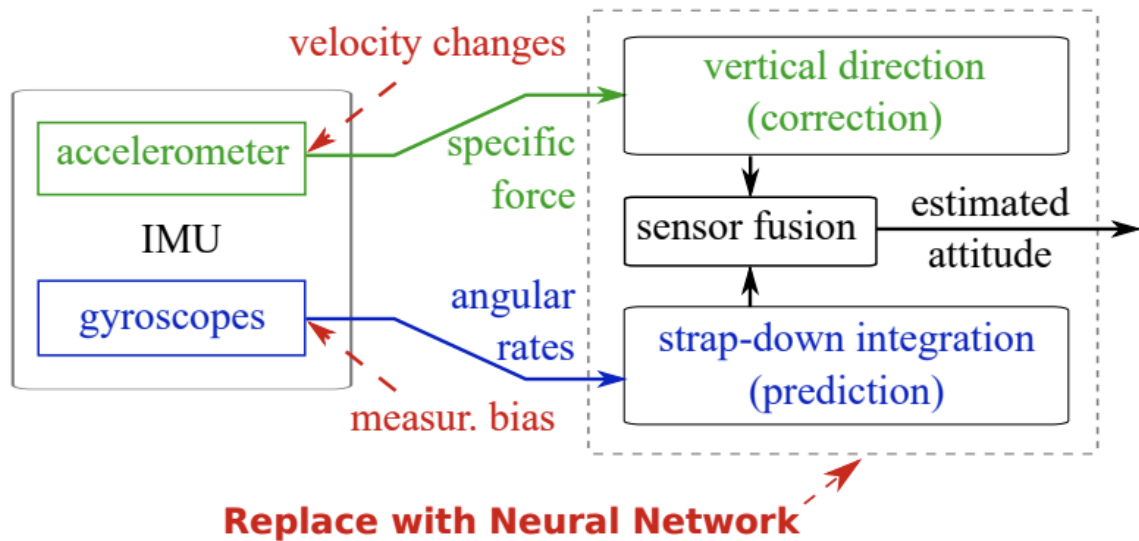 velocity changes
accelerometer
IMU
gyroscopes
measur. bias
specific
force
angular
rates
vertical direction
(correction)
sensor fusion
estimated
attitude
strap-down integration
(prediction)
Replace with Neural Network